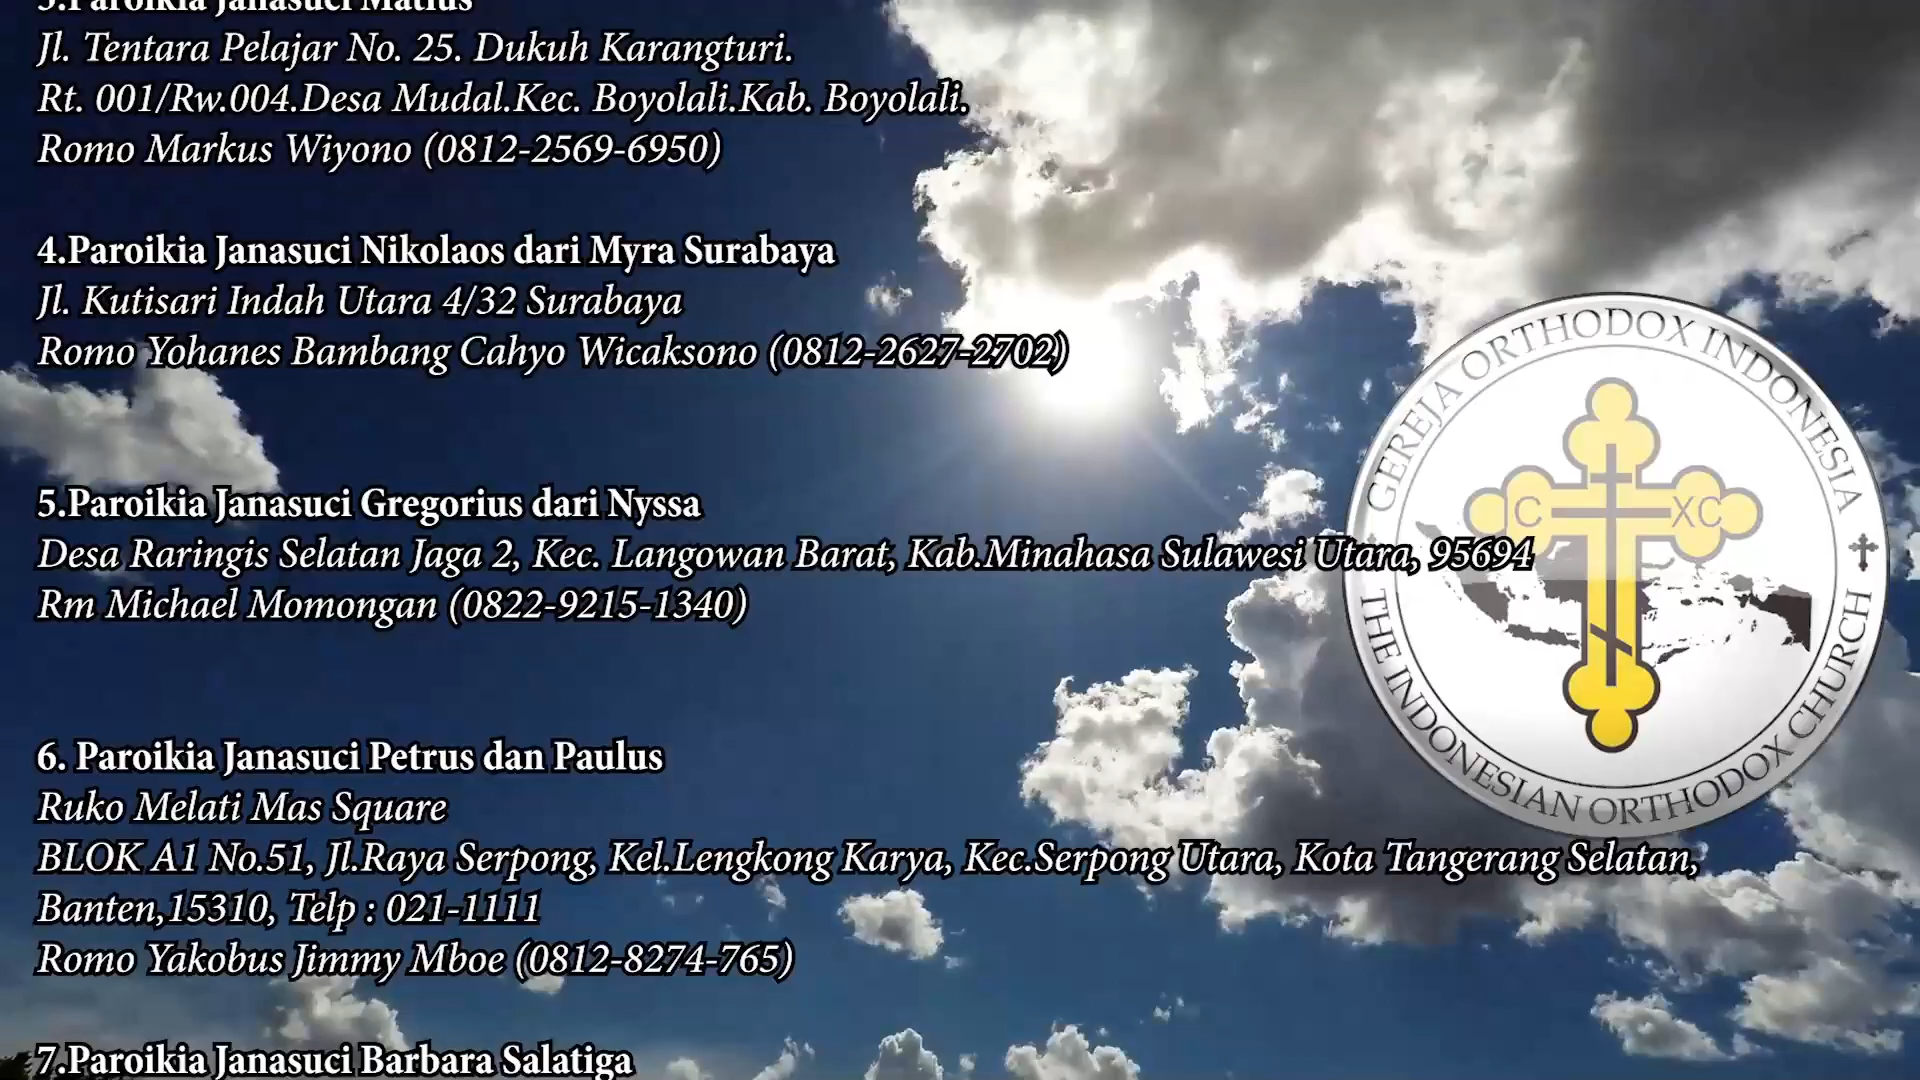 3.Paroikia Janasuci Matius
Jl. Tentara Pelajar No. 25. Dukuh Karangturi.
Rt. 001/Rw.004.Desa Mudal.Kec. Boyolali.Kab. Boyolali.
Romo Markus Wiyono (0812-2569-6950)
4.Paroikia Janasuci Nikolaos dari Myra Surabaya
Jl. Kutisari Indah Utara 4/32 Surabaya
Romo Yohanes Bambang Cahyo Wicaksono (0812-2627-2702)
5.Paroikia Janasuci Gregorius dari Nyssa
Desa Raringis Selatan Jaga 2, Kec. Langowan Barat, Kab.Minahasa Sulawesi Utara, 95694
Rm Michael Momongan (0822-9215-1340)
6. Paroikia Janasuci Petrus dan Paulus
Ruko Melati Mas Square
BLOK A1 No.51, Jl.Raya Serpong, Kel.Lengkong Karya, Kec.Serpong Utara, Kota Tangerang Selatan,
Banten,15310, Telp : 021-1111
Romo Yakobus Jimmy Mboe (0812-8274-765)
7.Paroikia Janasuci Barbara Salatiga
GEREJA ORTHODOX INDONESIA
C XC
THE INDONESIAN ORTHODOX CHURCH